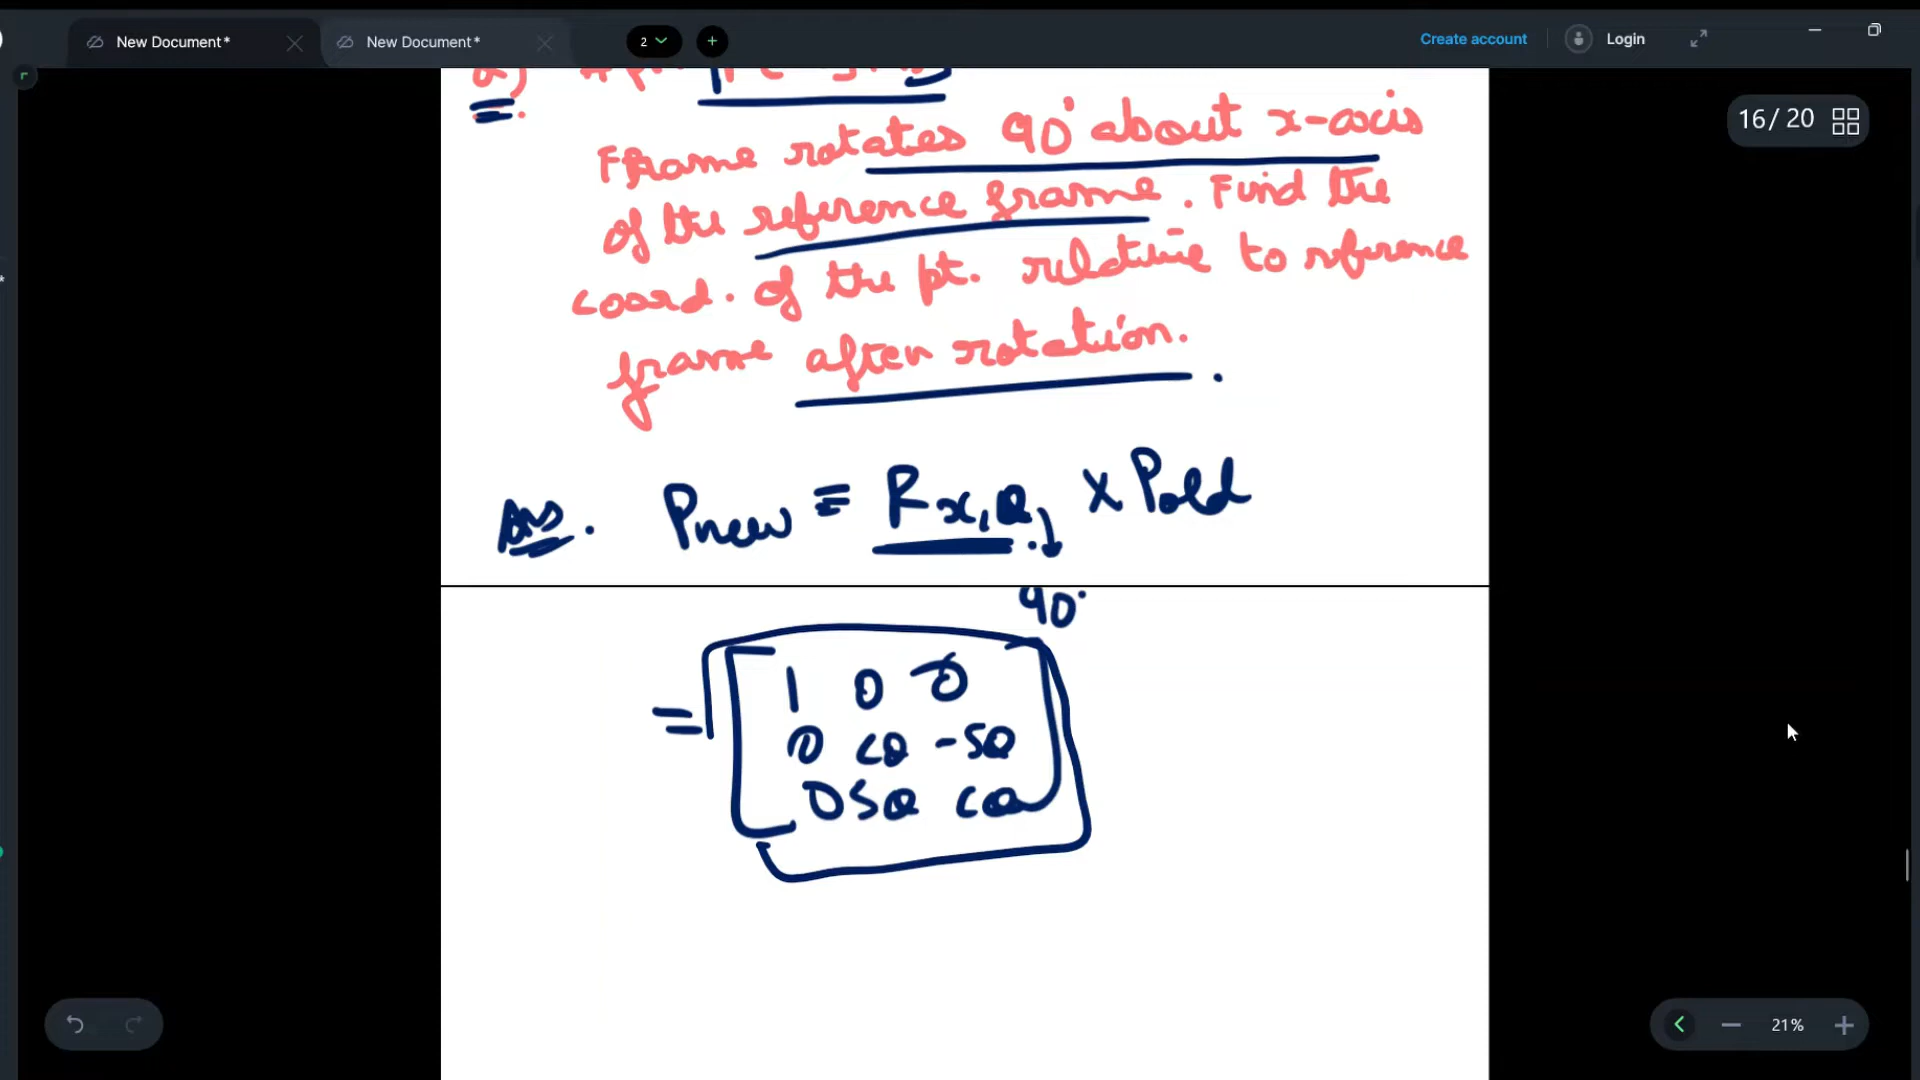 New Document*
New Document*
2
Create account
Login
16/ 20
2)
Frame rotates 90° about x-axis
of the reference frame. Find the
coord. of the pt. relative to reference
frame after rotation.
Ans. Pnew = Rx,θ, × Pold
90°
= 1 0 0
0 cθ -sθ
0 sθ cθ
21%